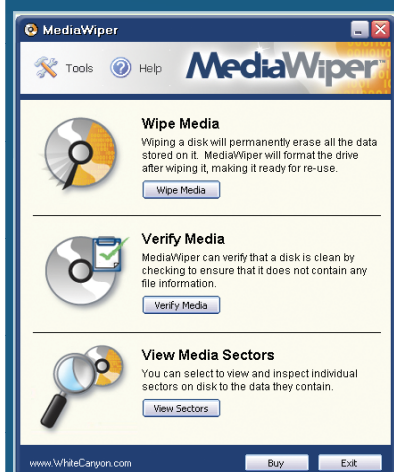 MediaWiper
Tools Help MediaWiper™
Wipe Media
Wiping a disk will permanently erase all the data
stored on it. MediaWiper will format the drive
after wiping it, making it ready for re-use.
Wipe Media
Verify Media
MediaWiper can verify that a disk is clean by
checking to ensure that it does not contain any
file information.
Verify Media
View Media Sectors
You can select to view and inspect individual
sectors on disk to the data they contain.
View Sectors
www.WhiteCanyon.com Buy Exit